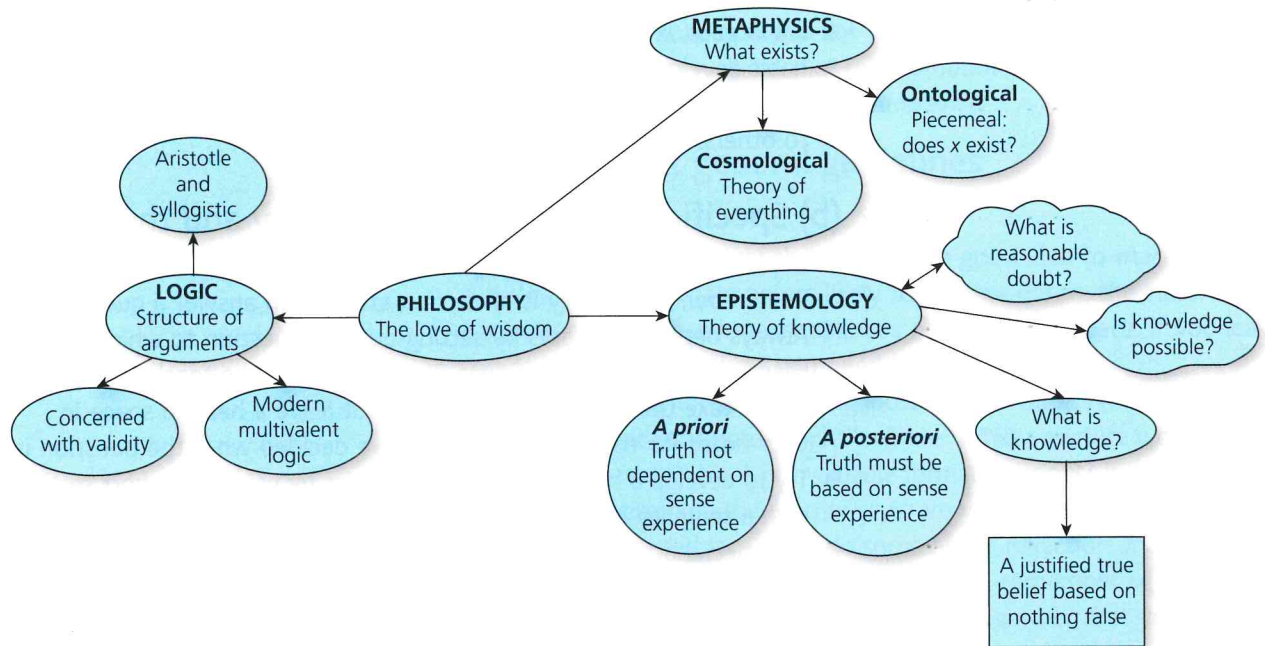 METAPHYSICS
What exists?
Ontological
Piecemeal:
does x exist?
Cosmological
Theory of
everything
Aristotle
and
syllogistic
What is
reasonable
doubt?
LOGIC
Structure of
arguments
PHILOSOPHY
The love of wisdom
EPISTEMOLOGY
Theory of knowledge
Is knowledge
possible?
Concerned
with validity
Modern
multivalent
logic
A priori
Truth not
dependent on
sense
experience
A posteriori
Truth must be
based on sense
experience
What is
knowledge?
A justified true
belief based on
nothing false